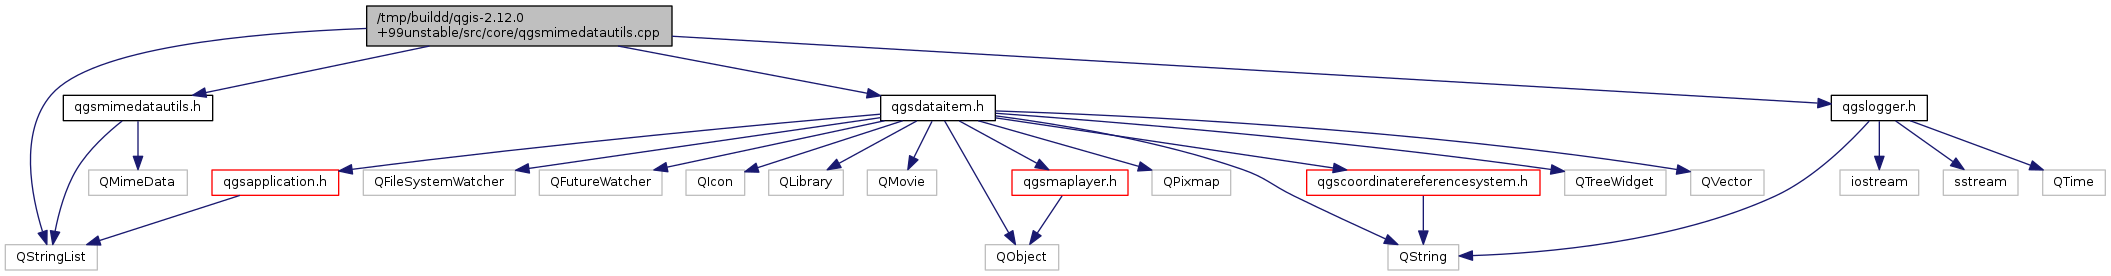 /tmp/buildd/qgis-2.12.0
+99unstable/src/core/qgsmimedatautils.cpp
qgsmimedatautils.h
qgsdataitem.h
qgslogger.h
QMimeData
qgsapplication.h
QFileSystemWatcher
QFutureWatcher
QIcon
QLibrary
QMovie
qgsmaplayer.h
QPixmap
qgscoordinatereferencesystem.h
QTreeWidget
QVector
iostream
sstream
QTime
QStringList
QObject
QString